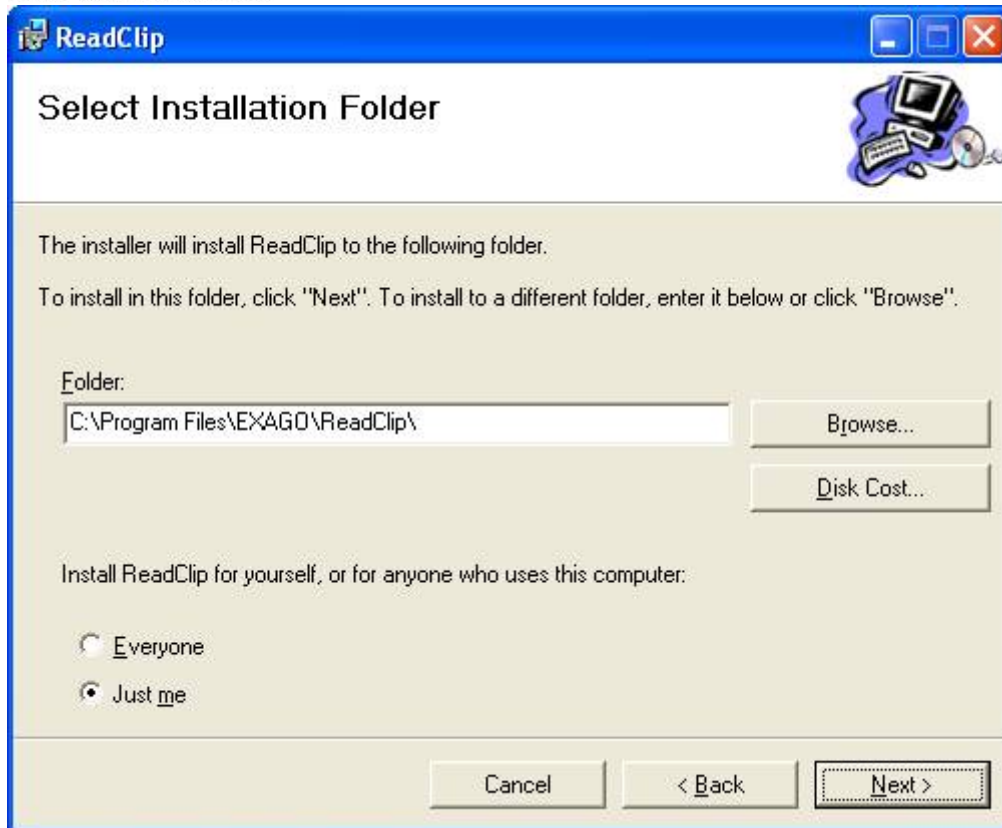 ReadClip
Select Installation Folder
The installer will install ReadClip to the following folder.
To install in this folder, click "Next". To install to a different folder, enter it below or click "Browse".
Folder:
C:\Program Files\EXAGO\ReadClip\
Browse...
Disk Cost...
Install ReadClip for yourself, or for anyone who uses this computer:
Everyone
Just me
Cancel
< Back
Next >